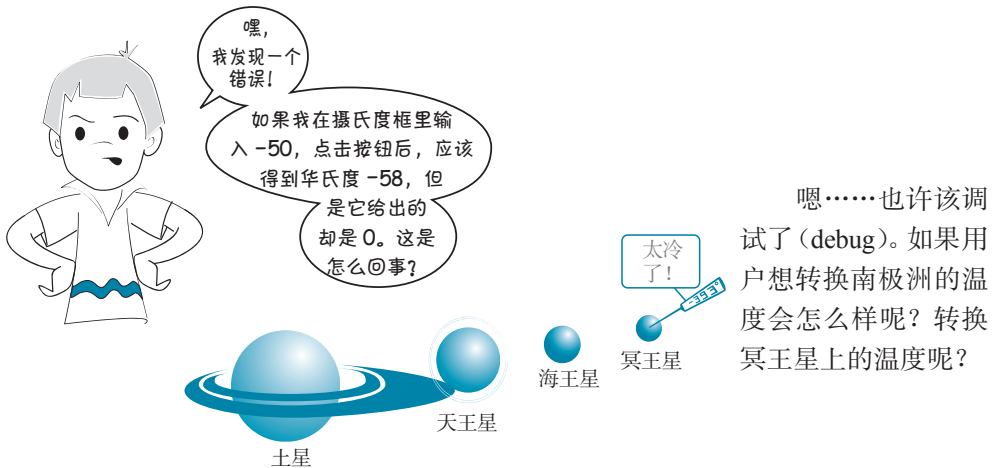 嘿，
我发现一个
错误！
如果我在摄氏度框里输
入 -50，点击按钮后，应该
得到华氏度 -58，但
是它给出的
却是 0。这是
怎么回事？
嗯……也许该调
试了（debug）。如果用
户想转换南极洲的温
度会怎么样呢？转换
冥王星上的温度呢？
太冷
了！
-393°
冥王星
海王星
天王星
土星